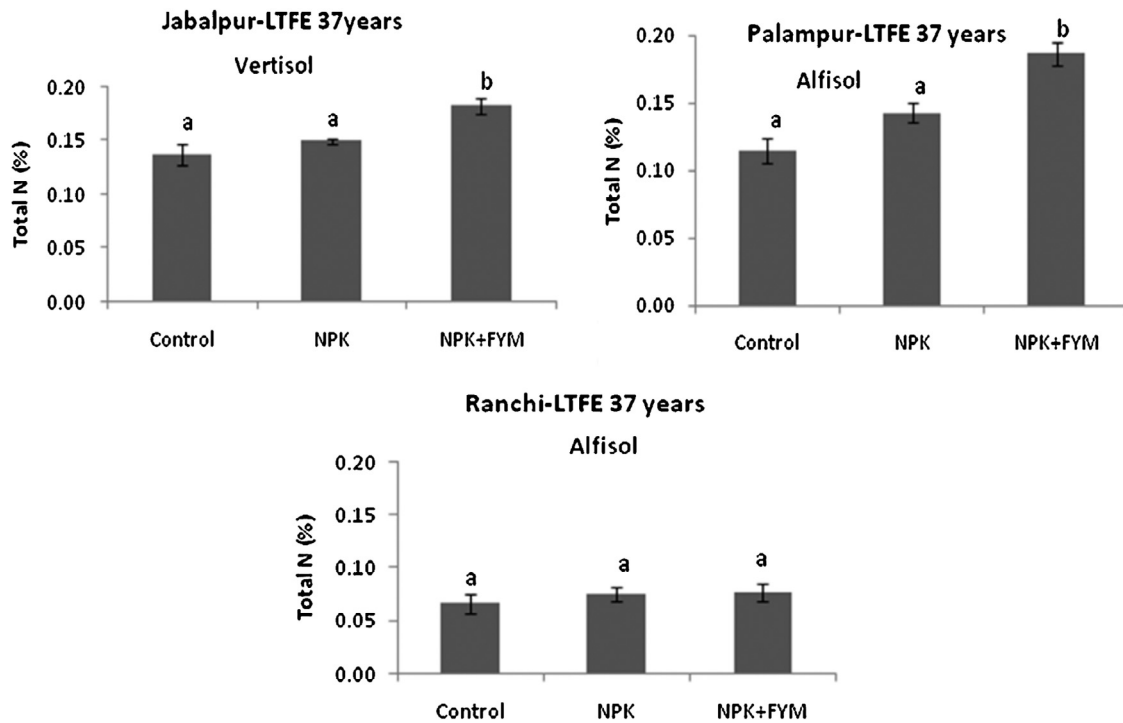 Jabalpur-LTFE 37years
Vertisol
Total N (%)
0.20
0.15
0.10
0.05
0.00
a
a
b
Control
NPK
NPK+FYM
Palampur-LTFE 37 years
Alfisol
Total N (%)
0.20
0.15
0.10
0.05
0.00
a
a
b
Control
NPK
NPK+FYM
Ranchi-LTFE 37 years
Alfisol
Total N (%)
0.20
0.15
0.10
0.05
0.00
a
a
a
Control
NPK
NPK+FYM